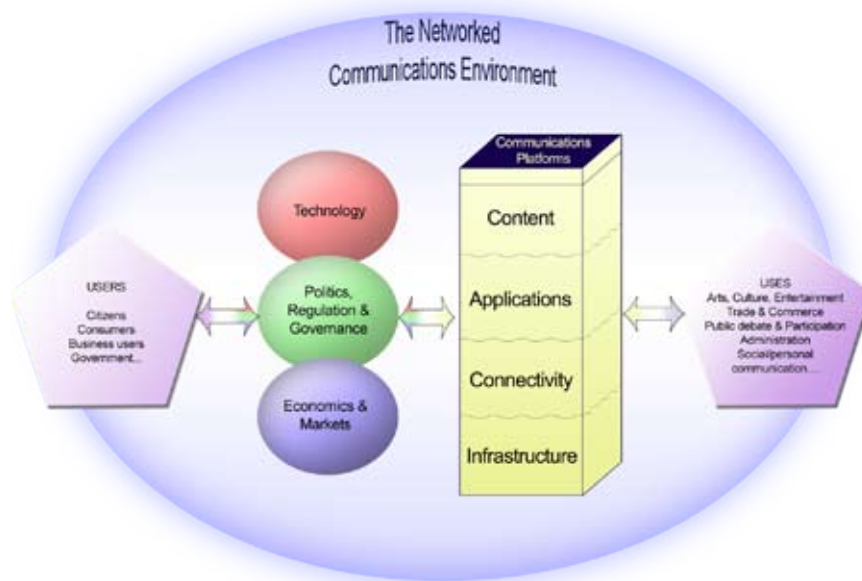 The Networked
Communications Environment
Communications
Platforms
Technology
Content
USERS
Citizens
Consumers
Business users
Government...
Politics,
Regulation &
Governance
Applications
USES
Arts, Culture, Entertainment
Trade & Commerce
Public debate & Participation
Administration
Social/personal
communication.....
Economics &
Markets
Connectivity
Infrastructure